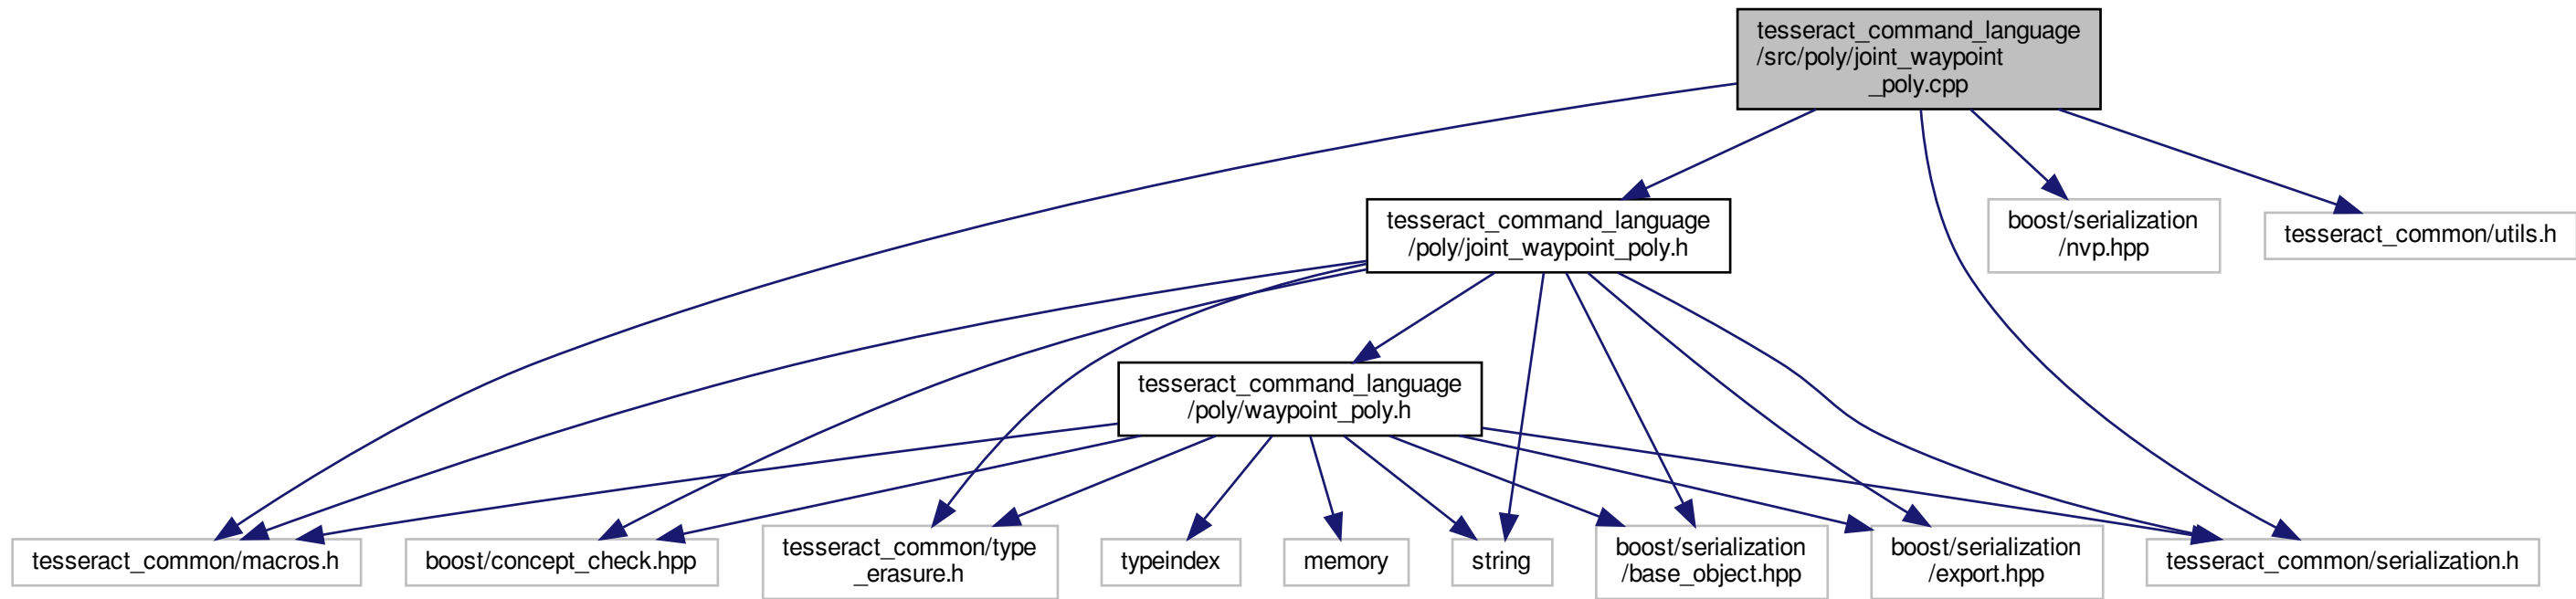 tesseract_command_language
/src/poly/joint_waypoint
_poly.cpp
tesseract_command_language
/poly/joint_waypoint_poly.h
boost/serialization
/nvp.hpp
tesseract_common/utils.h
tesseract_command_language
/poly/waypoint_poly.h
tesseract_common/macros.h
boost/concept_check.hpp
tesseract_common/type
_erasure.h
typeindex
memory
string
boost/serialization
/base_object.hpp
boost/serialization
/export.hpp
tesseract_common/serialization.h